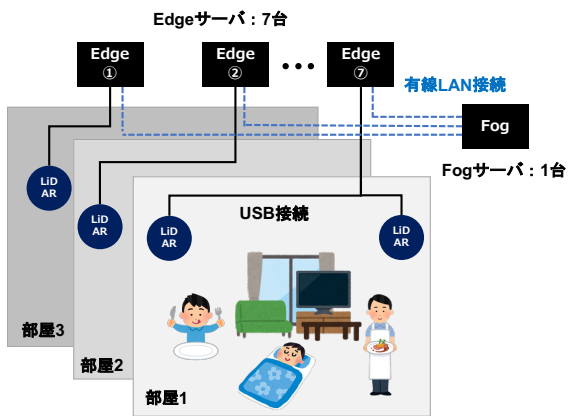 Edgeサーバ：7台
Edge
①
Edge
②
•••
Edge
⑦
有線LAN接続
Fog
Fogサーバ：1台
LiD
AR
LiD
AR
LiD
AR
USB接続
LiD
AR
部屋3
部屋2
部屋1